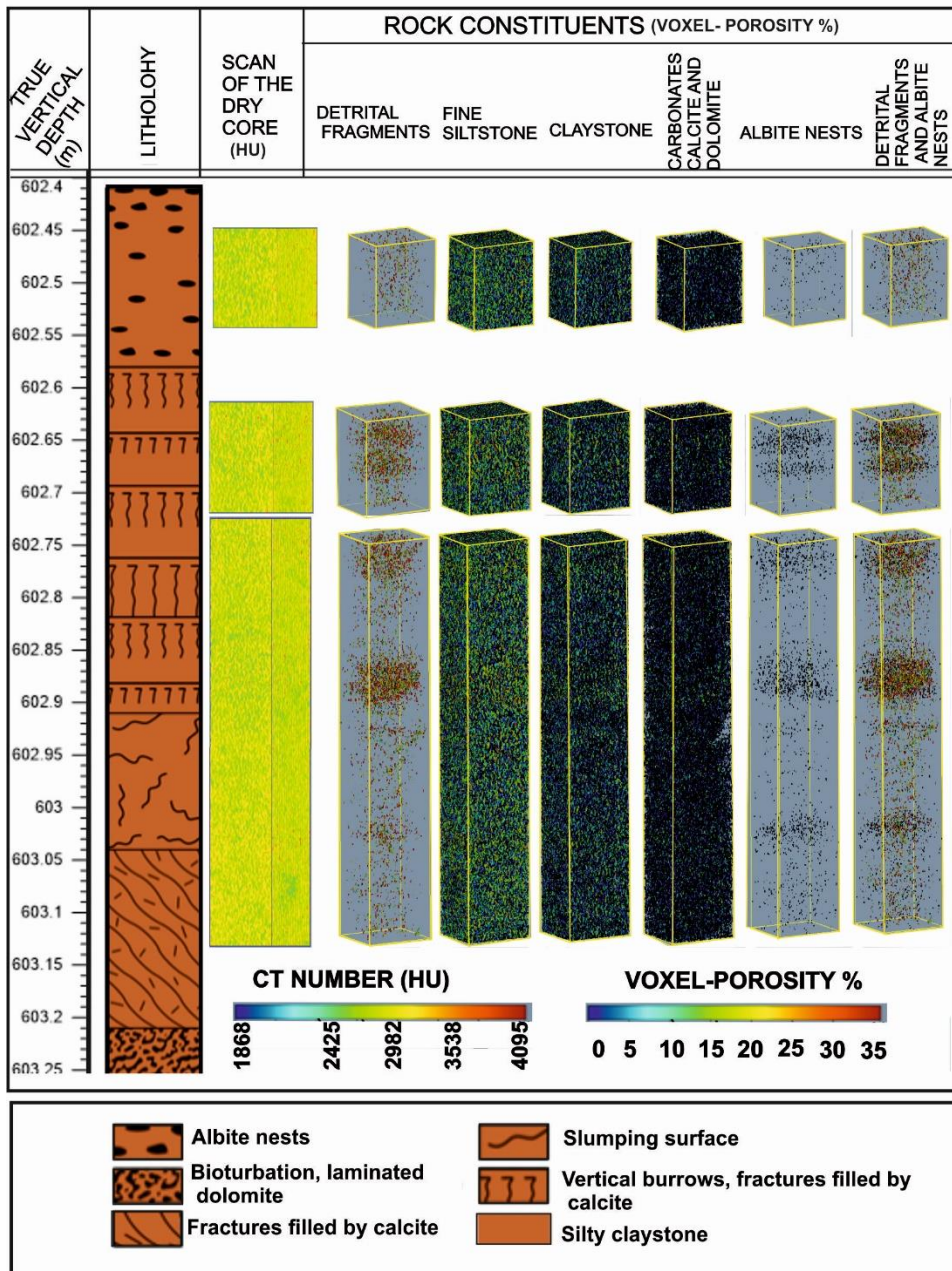 ROCK CONSTITUENTS (VOXEL- POROSITY %)
TRUE
VERTICAL
DEPTH
(m)
LITHOLOHY
SCAN
OF THE
DRY
CORE
(HU)
DETRITAL
FRAGMENTS
FINE
SILTSTONE
CLAYSTONE
CARBONATES
CALCITE AND
DOLOMITE
ALBITE NESTS
DETRITAL
FRAGMENTS
AND ALBITE
NESTS
602.4
602.45
602.5
602.55
602.6
602.65
602.7
602.75
602.8
602.85
602.9
602.95
603
603.05
603.1
603.15
603.2
603.25
CT NUMBER (HU)
1868
2425
2982
3538
4095
VOXEL-POROSITY %
0 5 10 15 20 25 30 35
Albite nests
Bioturbation, laminated
dolomite
Fractures filled by calcite
Slumping surface
Vertical burrows, fractures filled by
calcite
Silty claystone